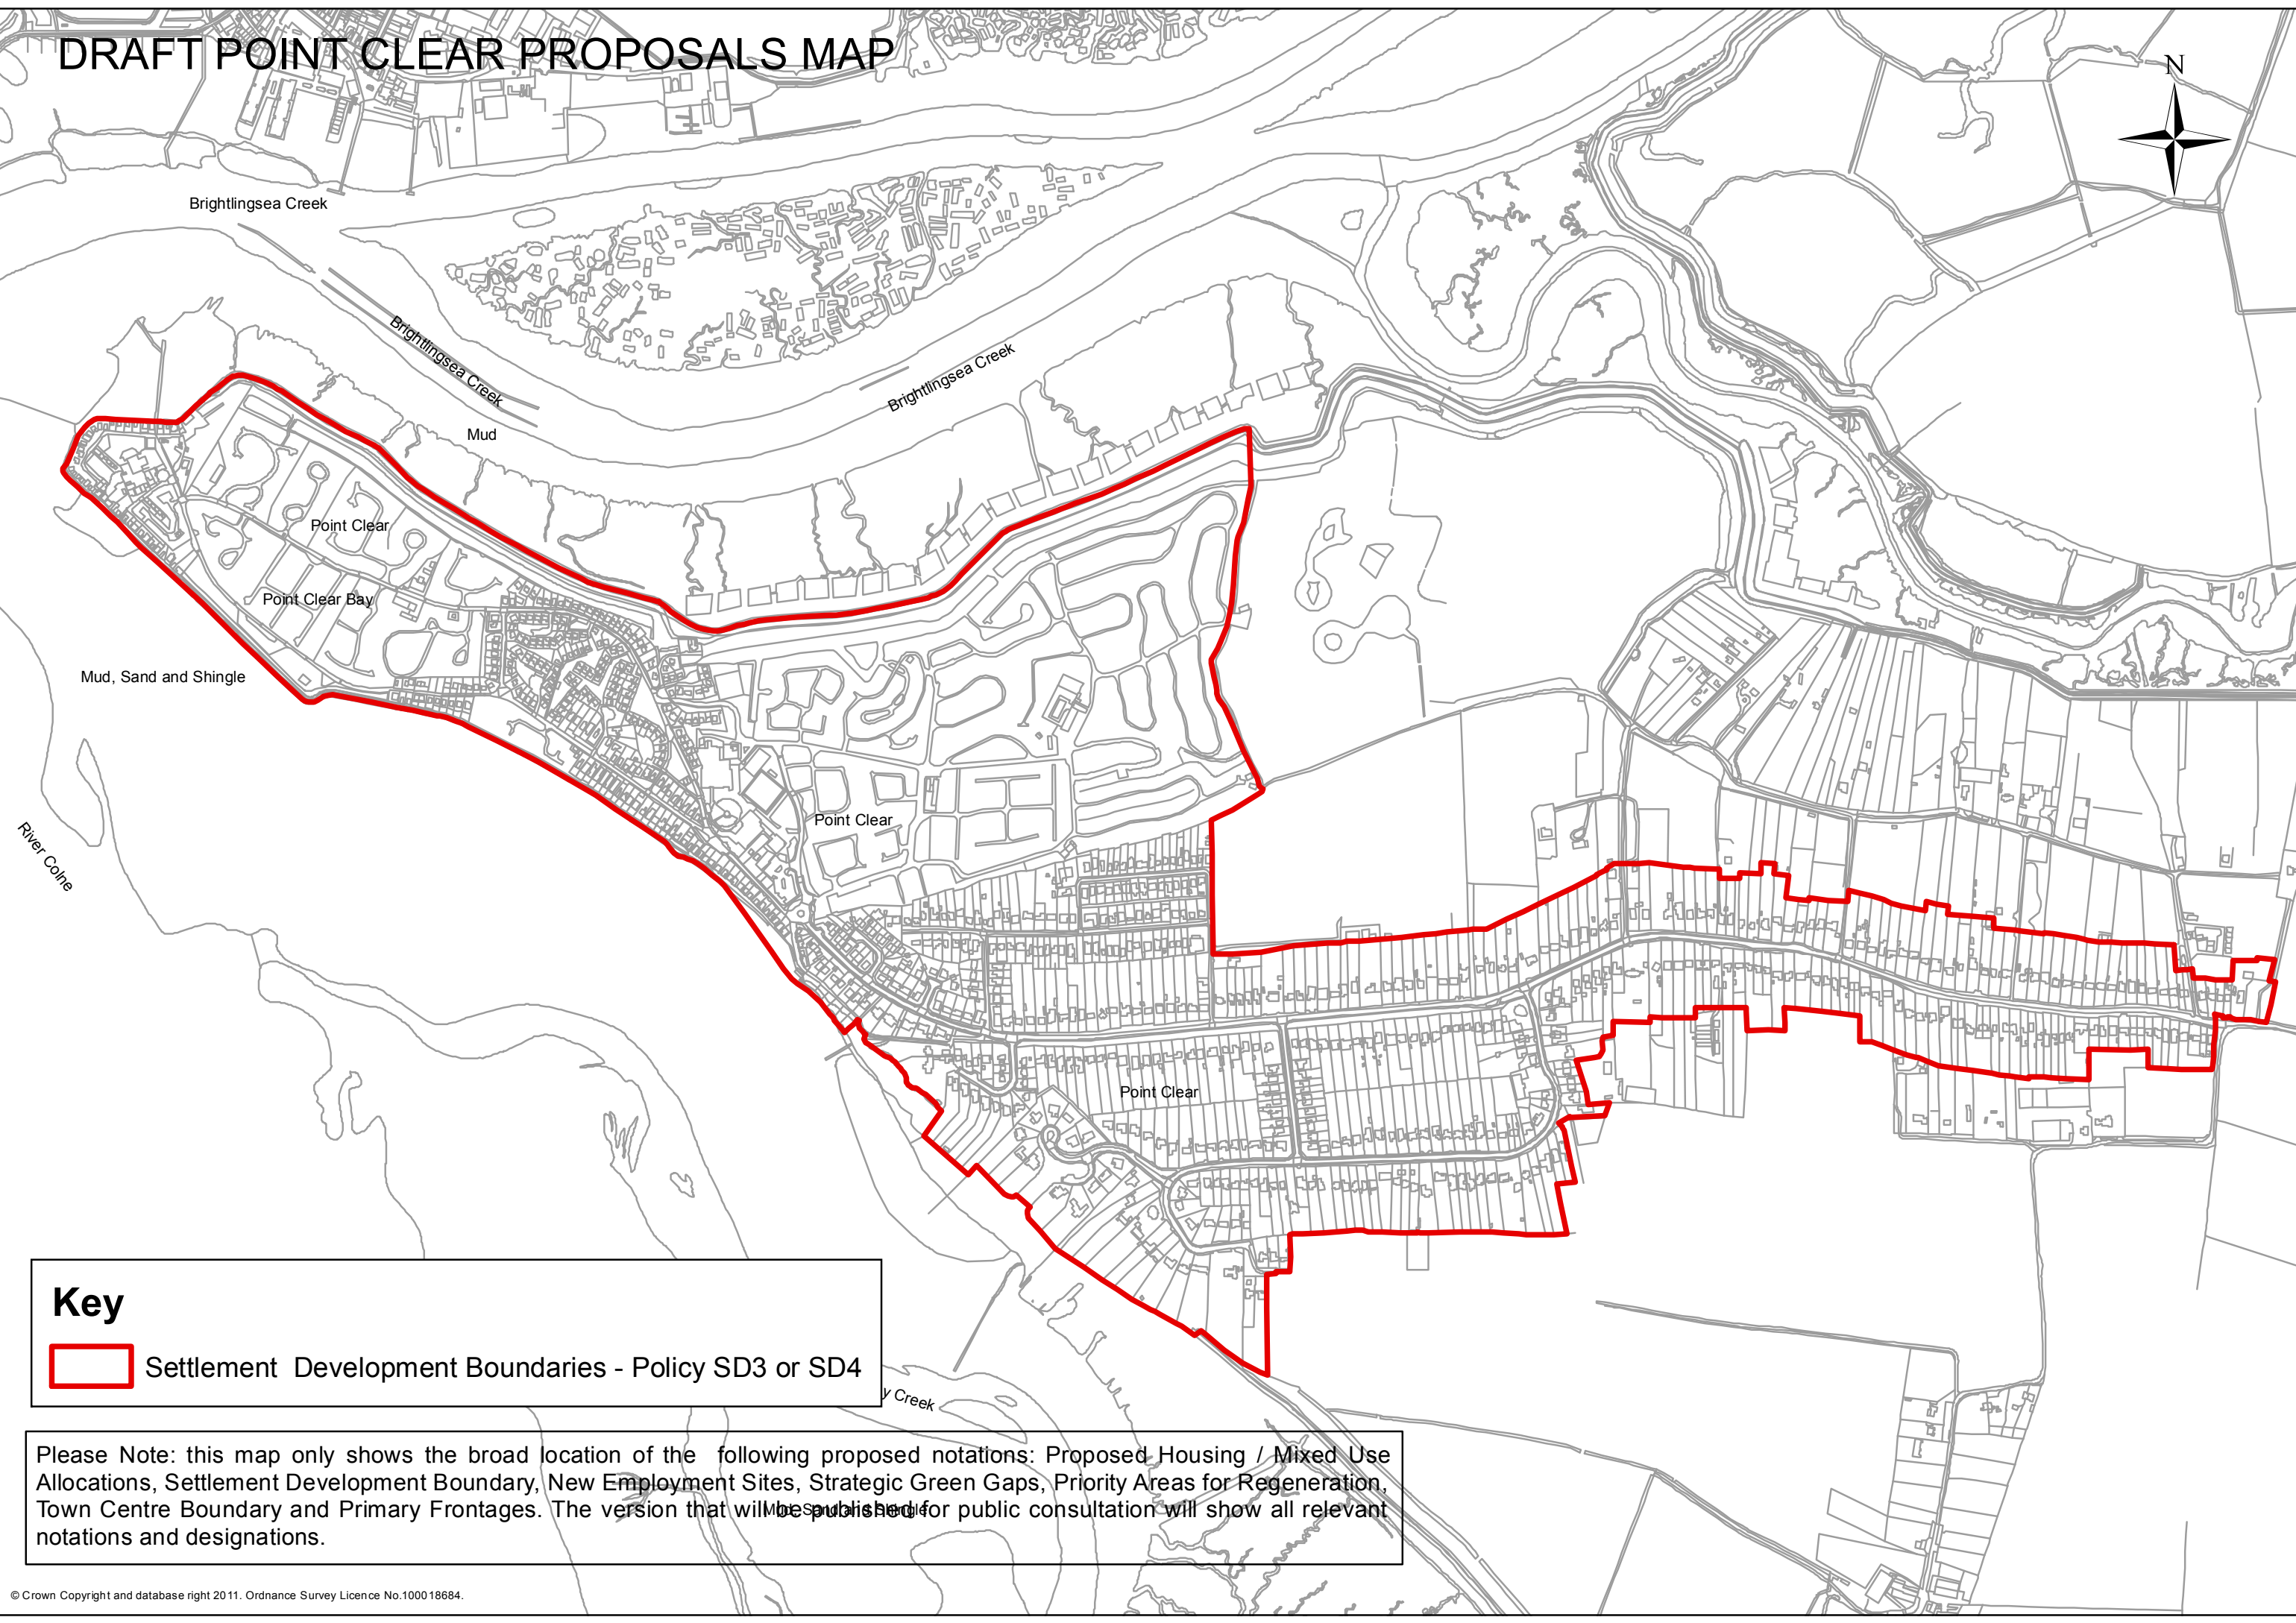 DRAFT POINT CLEAR PROPOSALS MAP
N
Brightlingsea Creek
Brightlingsea Creek
Brightlingsea Creek
Mud
Point Clear
Point Clear Bay
Mud, Sand and Shingle
Point Clear
River Colne
Point Clear
Key
Settlement Development Boundaries - Policy SD3 or SD4
y Creek
Please Note: this map only shows the broad location of the following proposed notations: Proposed Housing / Mixed Use
Allocations, Settlement Development Boundary, New Employment Sites, Strategic Green Gaps, Priority Areas for Regeneration,
Town Centre Boundary and Primary Frontages. The version that will be published for public consultation will show all relevant
notations and designations.
Mud, Sand and Shingle
© Crown Copyright and database right 2011. Ordnance Survey Licence No.100018684.